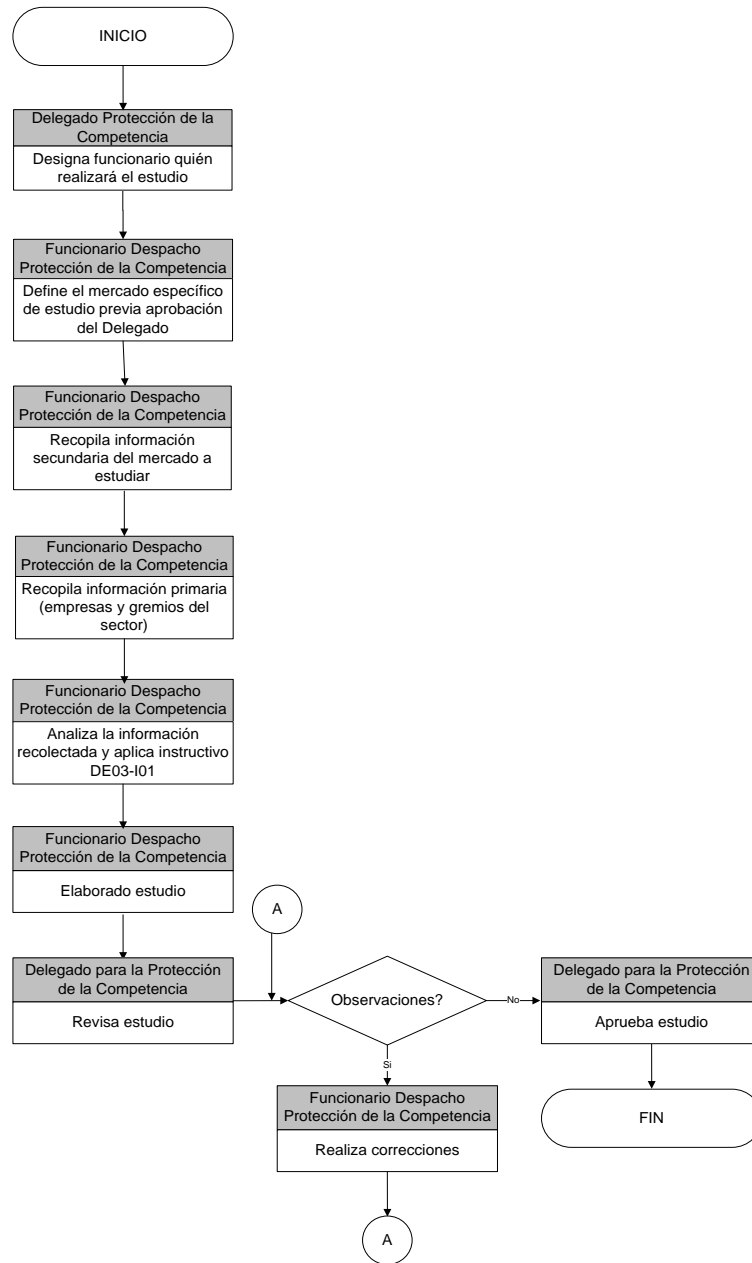 INICIO
Delegado Protección de la
Competencia
Designa funcionario quién
realizará el estudio
Funcionario Despacho
Protección de la Competencia
Define el mercado específico
de estudio previa aprobación
del Delegado
Funcionario Despacho
Protección de la Competencia
Recopila información
secundaria del mercado a
estudiar
Funcionario Despacho
Protección de la Competencia
Recopila información primaria
(empresas y gremios del
sector)
Funcionario Despacho
Protección de la Competencia
Analiza la información
recolectada y aplica instructivo
DE03-I01
Funcionario Despacho
Protección de la Competencia
Elaborado estudio
A
Delegado para la Protección
de la Competencia
Revisa estudio
Observaciones?
No
Delegado para la Protección
de la Competencia
Aprueba estudio
Si
Funcionario Despacho
Protección de la Competencia
Realiza correcciones
FIN
A